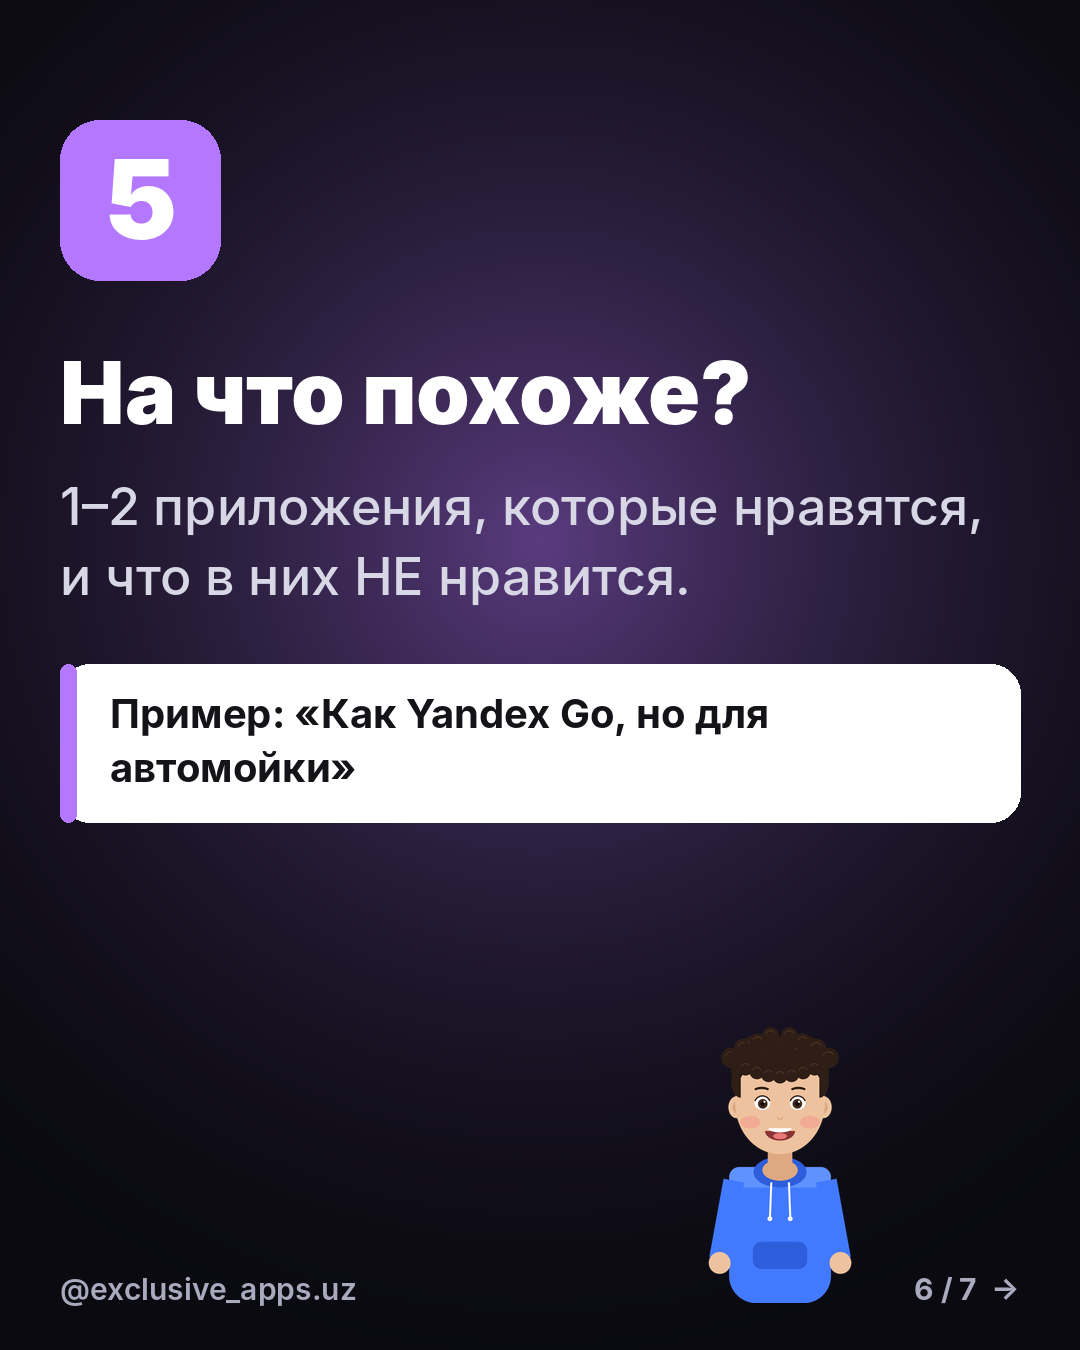 5
На что похоже?
1–2 приложения, которые нравятся,
и что в них НЕ нравится.
Пример: «Как Yandex Go, но для
автомойки»
@exclusive_apps.uz
6 / 7 →